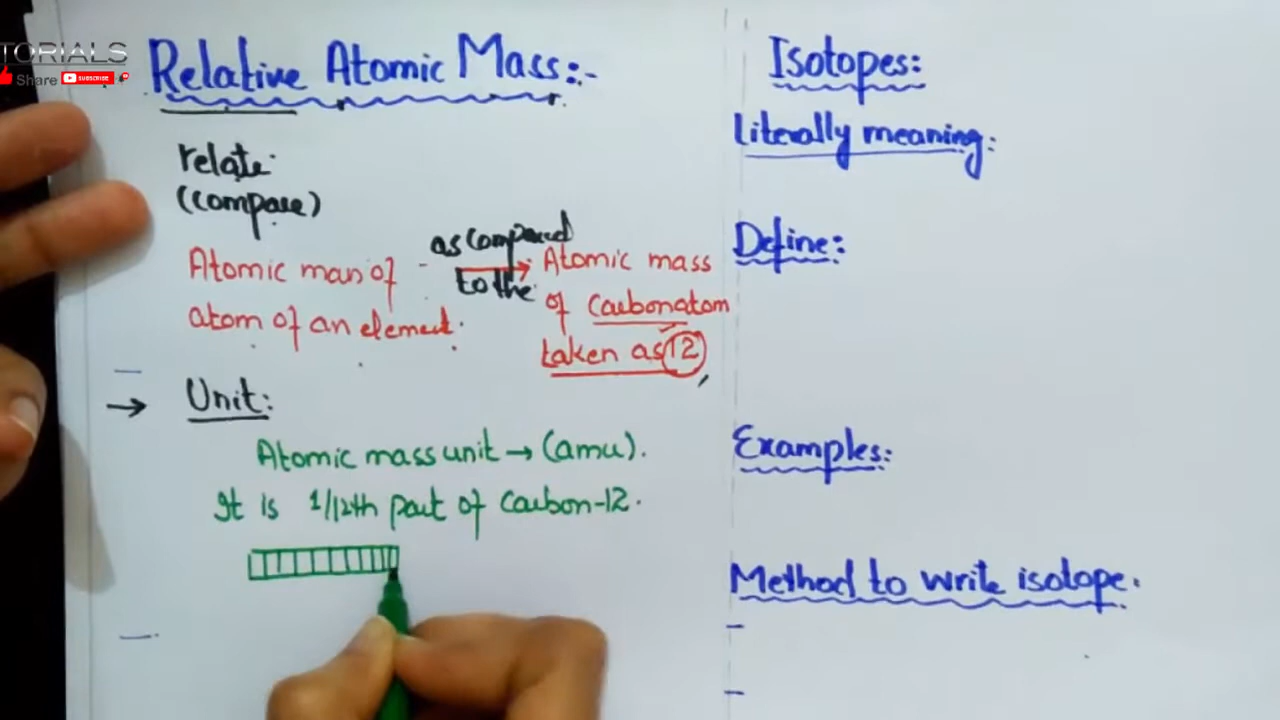 TORIALS
Share SUBSCRIBE
Relative Atomic Mass:-
relate
(compare)
Atomic mass of
atom of an element.
as compared
to the
Atomic mass
of Carbon atom
taken as 12
→ Unit:
Atomic mass unit → (amu).
It is 1/12th part of Carbon-12.
Isotopes:
Literally meaning:
Define:
Examples:
Method to write isotope.
-
-